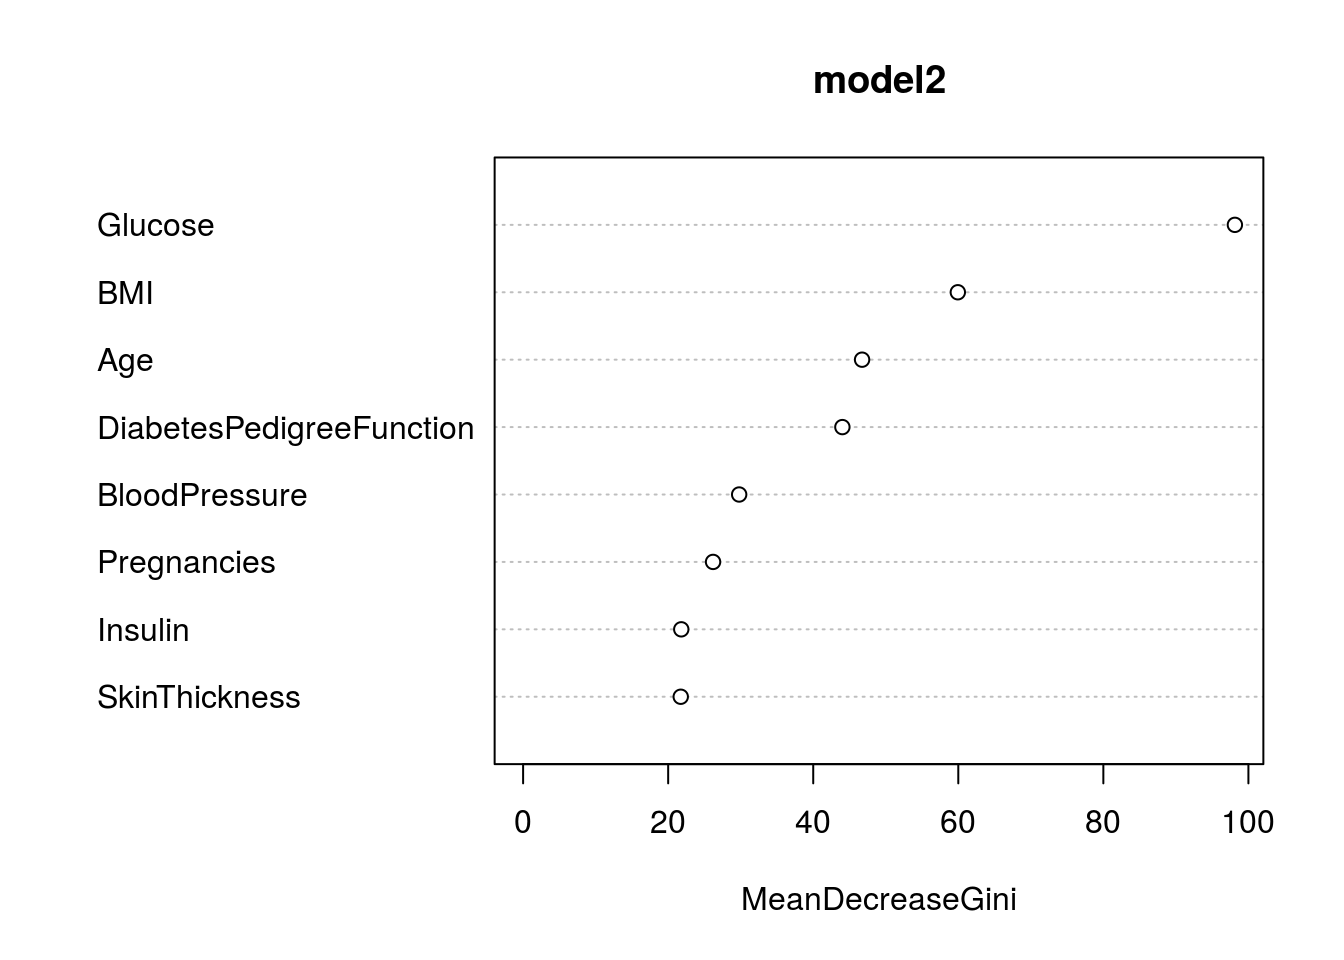 model2
Glucose
BMI
Age
DiabetesPedigreeFunction
BloodPressure
Pregnancies
Insulin
SkinThickness
0 20 40 60 80 100
MeanDecreaseGini